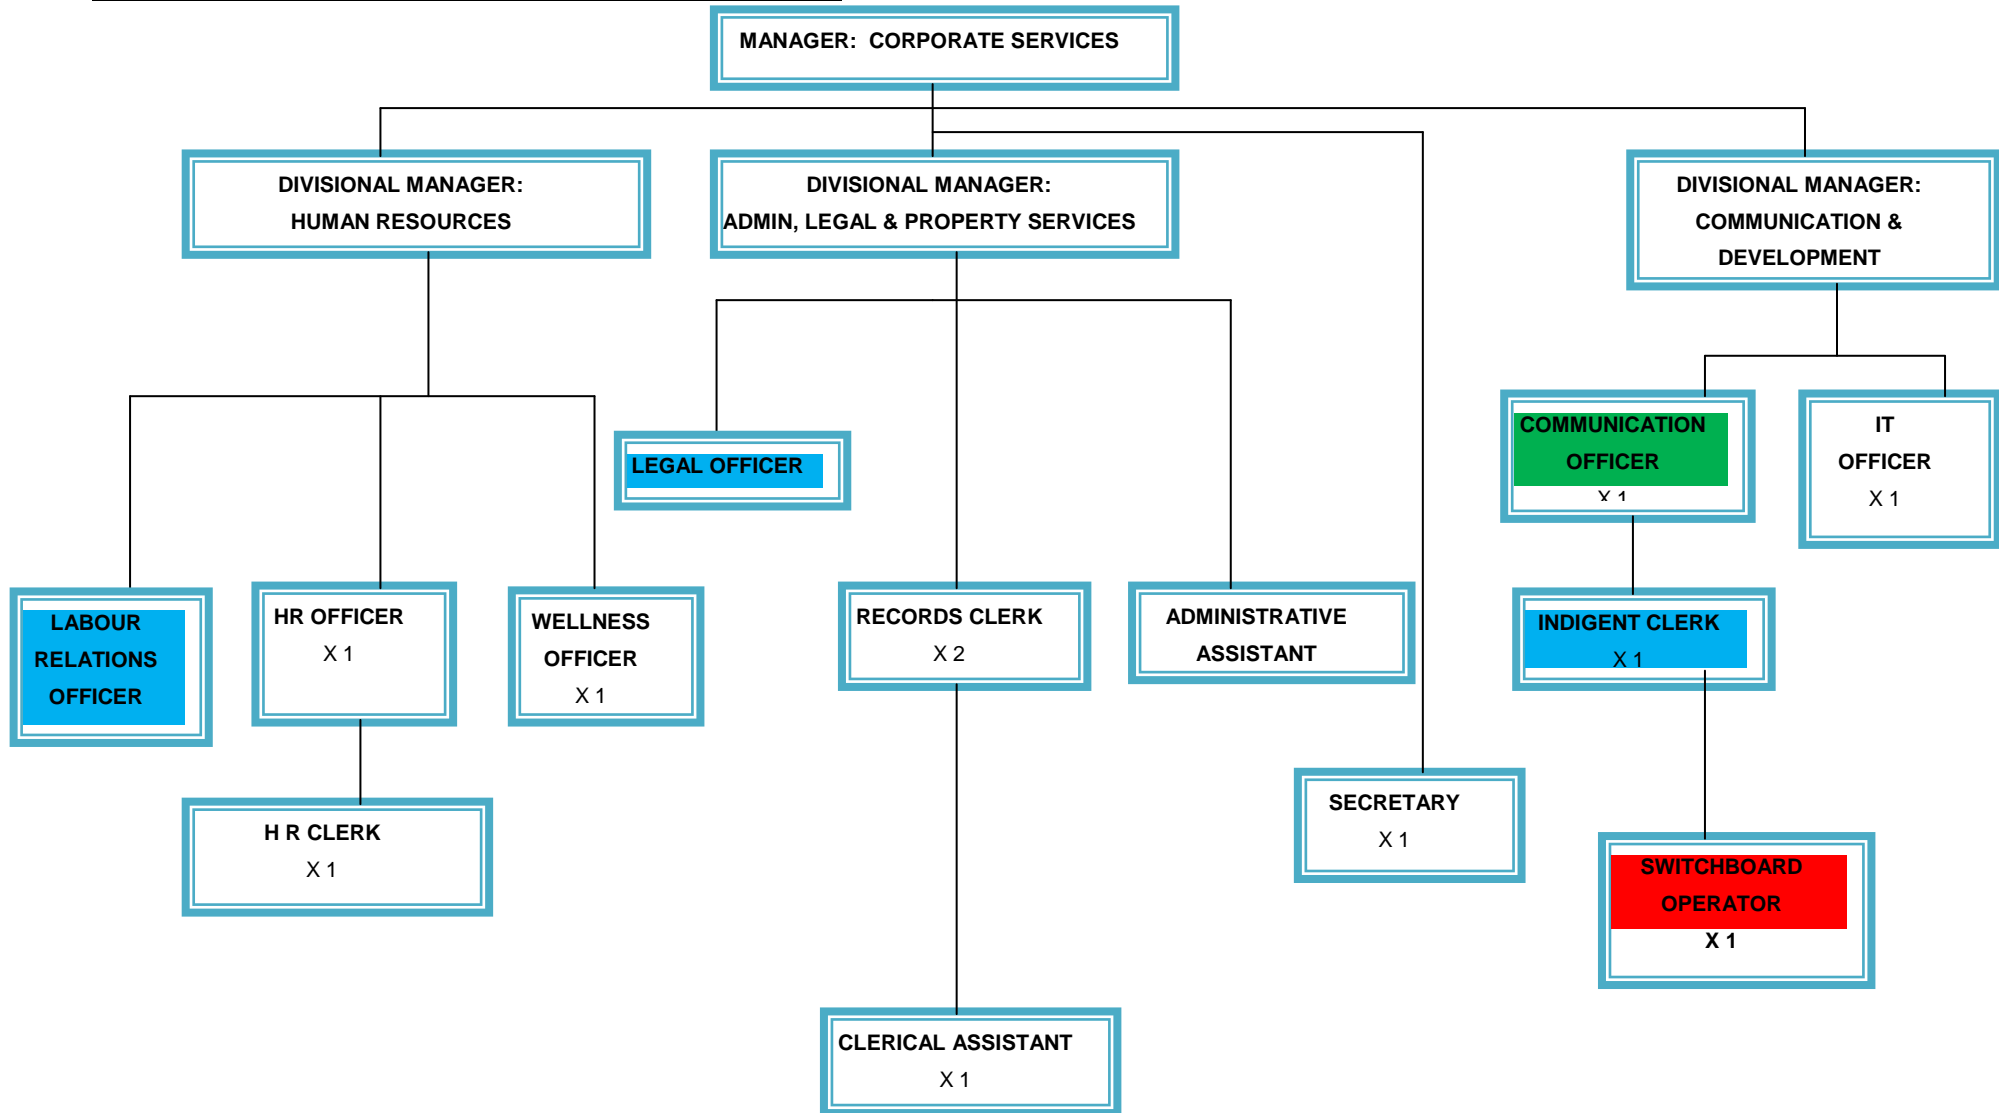 MANAGER: CORPORATE SERVICES
DIVISIONAL MANAGER:
HUMAN RESOURCES
DIVISIONAL MANAGER:
ADMIN, LEGAL & PROPERTY SERVICES
DIVISIONAL MANAGER:
COMMUNICATION &
DEVELOPMENT
COMMUNICATION
OFFICER
X 1
IT
OFFICER
X 1
LEGAL OFFICER
LABOUR
RELATIONS
OFFICER
HR OFFICER
X 1
WELLNESS
OFFICER
X 1
RECORDS CLERK
X 2
ADMINISTRATIVE
ASSISTANT
INDIGENT CLERK
X 1
H R CLERK
X 1
SECRETARY
X 1
SWITCHBOARD
OPERATOR
X 1
CLERICAL ASSISTANT
X 1